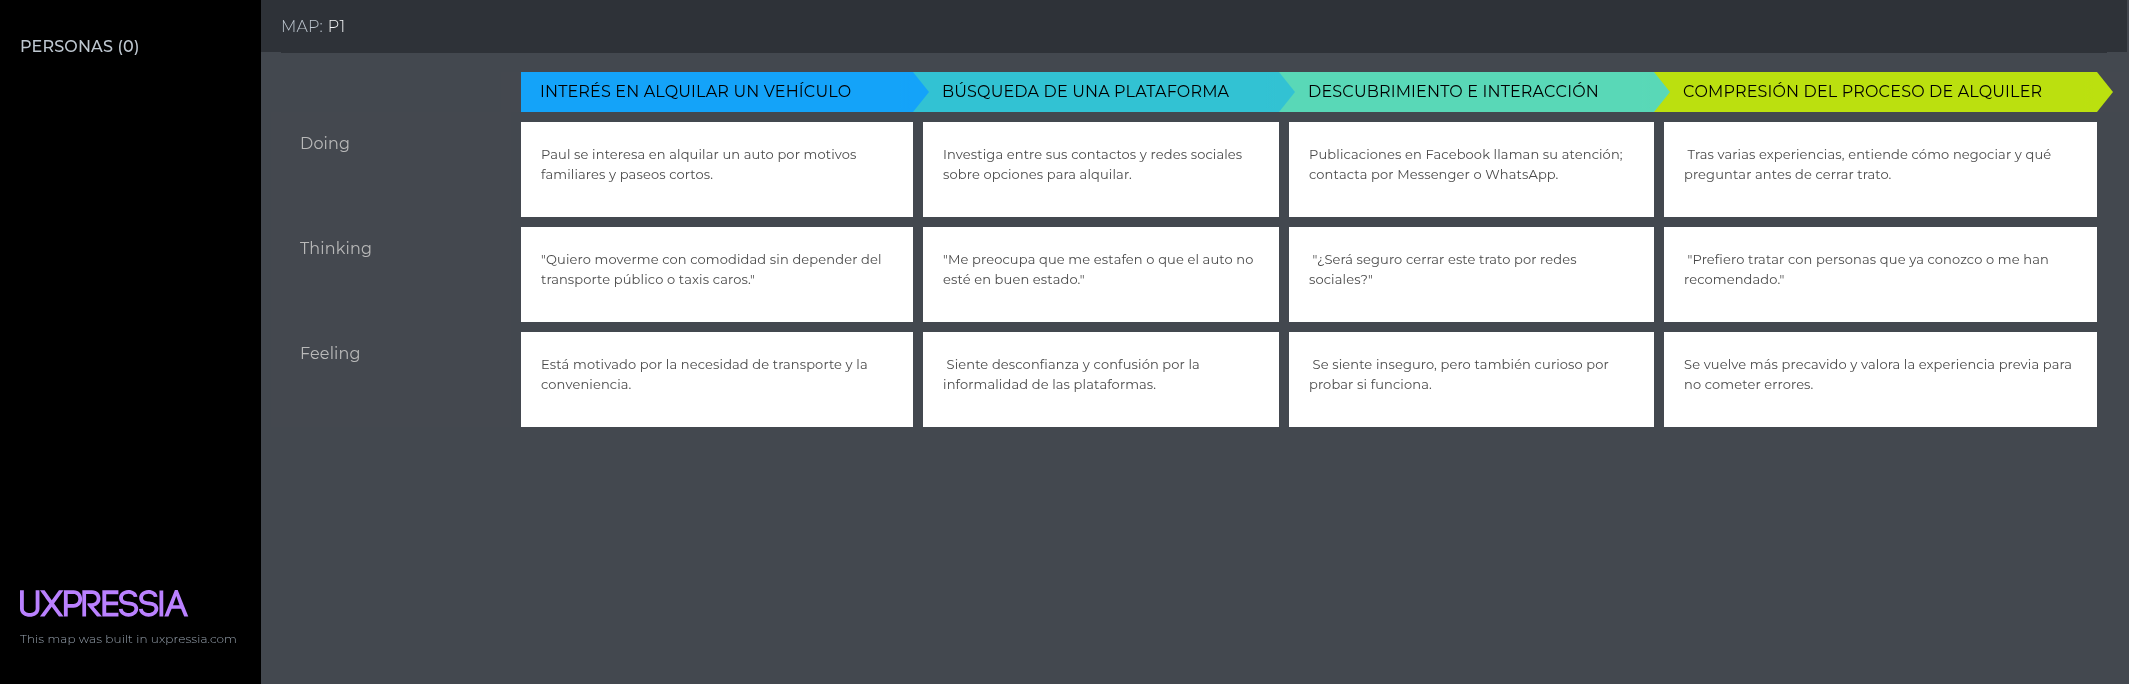 PERSONAS (0)
MAP: P1
INTERÉS EN ALQUILAR UN VEHÍCULO
BÚSQUEDA DE UNA PLATAFORMA
DESCUBRIMIENTO E INTERACCIÓN
COMPRESIÓN DEL PROCESO DE ALQUILER
Doing
Paul se interesa en alquilar un auto por motivos
familiares y paseos cortos.
Investiga entre sus contactos y redes sociales
sobre opciones para alquilar.
Publicaciones en Facebook llaman su atención;
contacta por Messenger o WhatsApp.
Tras varias experiencias, entiende cómo negociar y qué
preguntar antes de cerrar trato.
Thinking
"Quiero moverme con comodidad sin depender del
transporte público o taxis caros."
"Me preocupa que me estafen o que el auto no
esté en buen estado."
"¿Será seguro cerrar este trato por redes
sociales?"
"Prefiero tratar con personas que ya conozco o me han
recomendado."
Feeling
Está motivado por la necesidad de transporte y la
conveniencia.
Siente desconfianza y confusión por la
informalidad de las plataformas.
Se siente inseguro, pero también curioso por
probar si funciona.
Se vuelve más precavido y valora la experiencia previa para
no cometer errores.
UXPRESSIA
This map was built in uxpressia.com